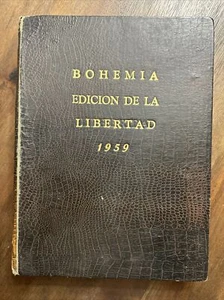 BOHEMIA
EDICION DE LA
LIBERTAD
1959